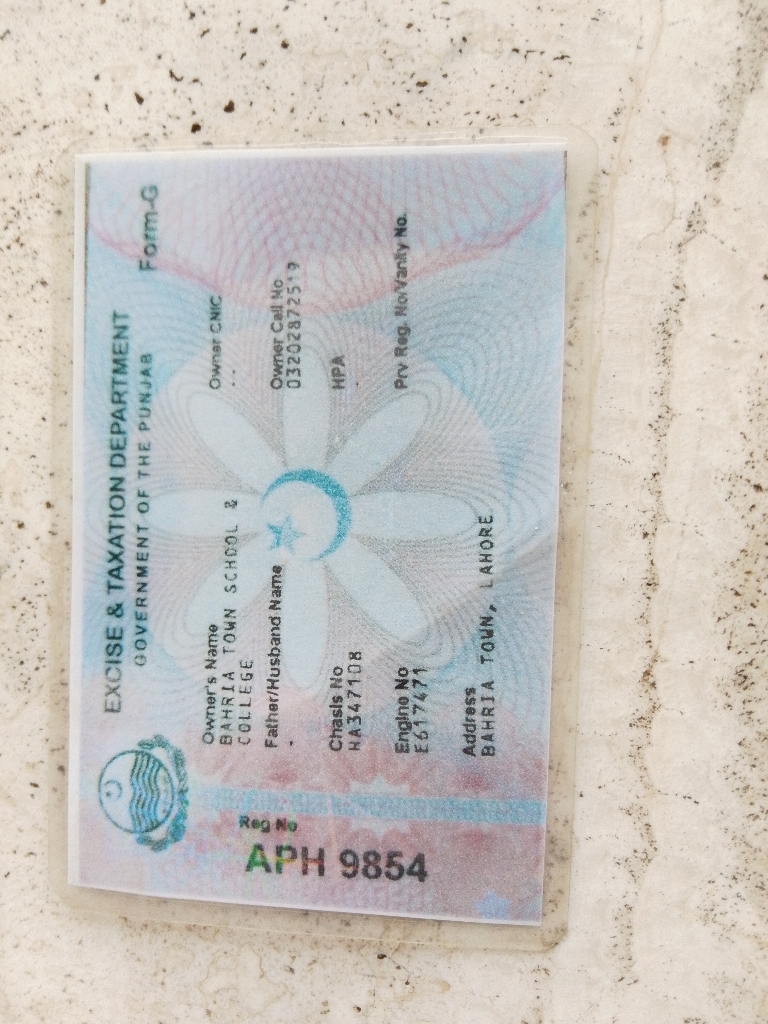 EXCISE & TAXATION DEPARTMENT
GOVERNMENT OF THE PUNJAB
Form-G
Reg No
APH 9854
Owner's Name
BAHRIA TOWN SCHOOL &
COLLEGE
Owner CNIC
- -
Father/Husband Name
.
Owner Cell No
03202872519
Chasis No
HA347108
HPA
.
Engine No
E617471
Prv Reg. No/Vanity No.
Address
BAHRIA TOWN, LAHORE